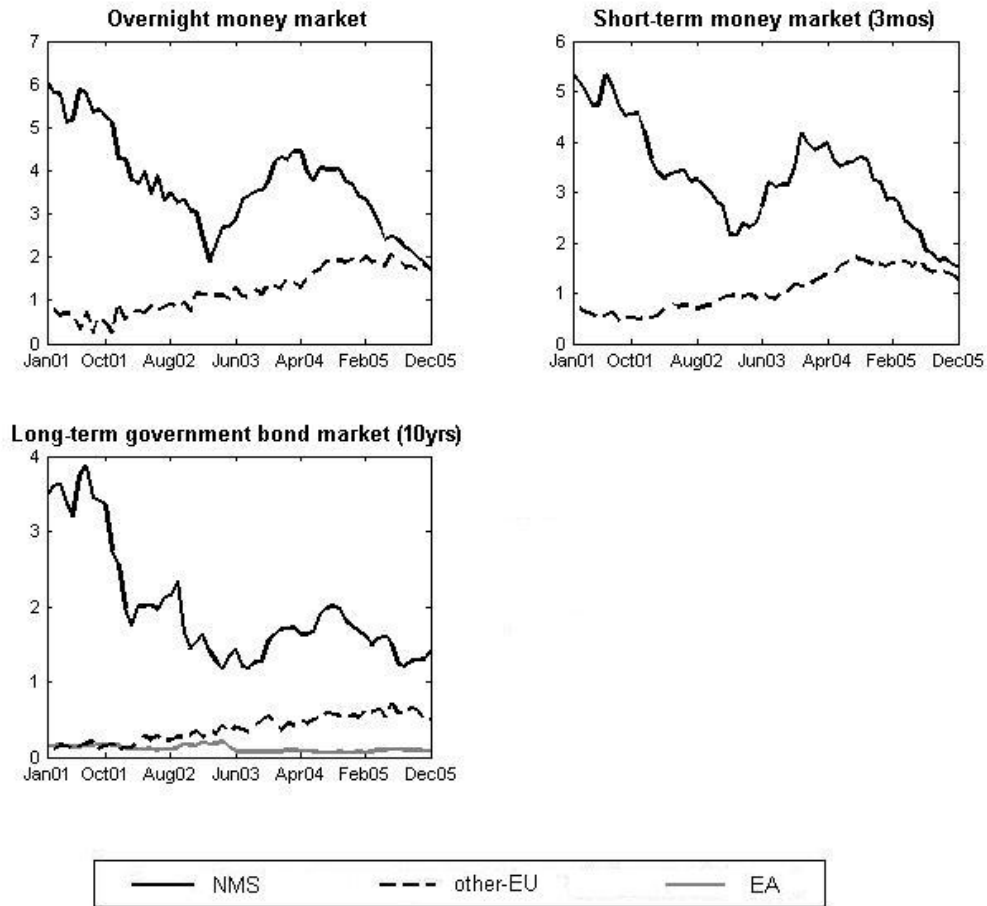 Overnight money market
7
6
5
4
3
2
1
0
Jan01 Oct01 Aug02 Jun03 Apr04 Feb05 Dec05
Short-term money market (3mos)
6
5
4
3
2
1
0
Jan01 Oct01 Aug02 Jun03 Apr04 Feb05 Dec05
Long-term government bond market (10yrs)
4
3
2
1
0
Jan01 Oct01 Aug02 Jun03 Apr04 Feb05 Dec05
NMS other-EU EA